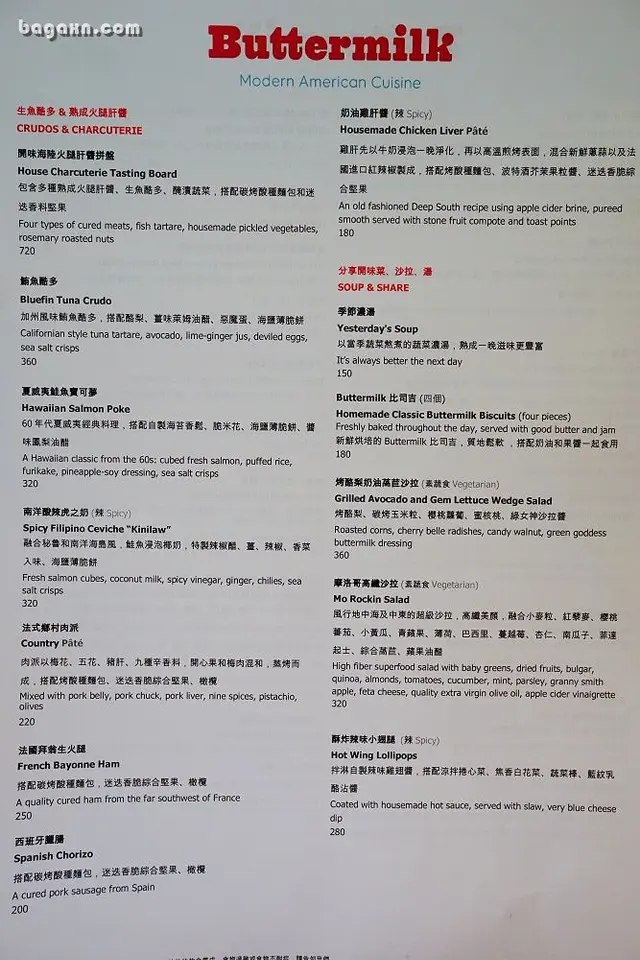 bagaxn.com
Buttermilk
Modern American Cuisine
生魚酷多 & 熟成火腿肝醬
CRUDOS & CHARCUTERIE
開味海陸火腿肝醬拼盤
House Charcuterie Tasting Board
包含多種熟成火腿肝醬、生魚酷多、醃漬蔬菜，搭配碳烤酸種麵包和迷
迭香料堅果
Four types of cured meats, fish tartare, housemade pickled vegetables,
rosemary roasted nuts
720
鮪魚酷多
Bluefin Tuna Crudo
加州風味鮪魚酷多，搭配酪梨、薑味萊姆油醋、惡魔蛋、海鹽薄脆餅
Californian style tuna tartare, avocado, lime-ginger jus, deviled eggs,
sea salt crisps
360
夏威夷鮭魚寶可夢
Hawaiian Salmon Poke
60 年代夏威夷經典料理，搭配自製海苔香鬆、脆米花、海鹽薄脆餅、醬
味鳳梨油醋
A Hawaiian classic from the 60s: cubed fresh salmon, puffed rice,
furikake, pineapple-soy dressing, sea salt crisps
320
南洋酸辣虎之奶 (辣 Spicy)
Spicy Filipino Ceviche "Kinilaw"
融合秘魯和南洋海島風，鮭魚浸泡椰奶，特製辣椒醋、薑、辣椒、香菜
入味、海鹽薄脆餅
Fresh salmon cubes, coconut milk, spicy vinegar, ginger, chilies, sea
salt crisps
320
法式鄉村肉派
Country Pâté
肉派以梅花、五花、豬肝、九種辛香料，開心果和梅肉混和，蒸烤而
成，搭配碳烤酸種麵包、迷迭香脆綜合堅果、橄欖
Mixed with pork belly, pork chuck, pork liver, nine spices, pistachio,
olives
220
法國拜翁生火腿
French Bayonne Ham
搭配碳烤酸種麵包，迷迭香脆綜合堅果、橄欖
A quality cured ham from the far southwest of France
250
西班牙臘腸
Spanish Chorizo
搭配碳烤酸種麵包，迷迭香脆綜合堅果、橄欖
A cured pork sausage from Spain
200
奶油雞肝醬 (辣 Spicy)
Housemade Chicken Liver Pâté
雞肝先以牛奶浸泡一晚淨化，再以高溫煎烤表面，混合新鮮蔥蒜以及法
國進口紅辣椒製成，搭配烤酸種麵包、波特酒芥茉果粒醬、迷迭香脆綜
合堅果
An old fashioned Deep South recipe using apple cider brine, pureed
smooth served with stone fruit compote and toast points
180
分享開味菜、沙拉、湯
SOUP & SHARE
季節濃湯
Yesterday's Soup
以當季蔬菜熬煮的蔬菜濃湯，熟成一晚滋味更豐富
It's always better the next day
150
Buttermilk 比司吉 (四個)
Homemade Classic Buttermilk Biscuits (four pieces)
Freshly baked throughout the day, served with good butter and jam
新鮮烘培的 Buttermilk 比司吉，質地鬆軟 ，搭配奶油和果醬一起食用
180
烤酪梨奶油萵苣沙拉 (素蔬食 Vegetarian)
Grilled Avocado and Gem Lettuce Wedge Salad
烤酪梨、碳烤玉米粒、櫻桃蘿蔔、蜜核桃、綠女神沙拉醬
Roasted corns, cherry belle radishes, candy walnut, green goddess
buttermilk dressing
360
摩洛哥高纖沙拉 (素蔬食 Vegetarian)
Mo Rockin Salad
風行地中海及中東的超級沙拉，高纖美顏，融合小麥粒、紅藜麥、櫻桃
蕃茄、小黃瓜、青蘋果、薄荷、巴西里、蔓越莓、杏仁、南瓜子、菲達
起士、綜合萵苣、蘋果油醋
High fiber superfood salad with baby greens, dried fruits, bulgar,
quinoa, almonds, tomatoes, cucumber, mint, parsley, granny smith
apple, feta cheese, quality extra virgin olive oil, apple cider vinaigrette
320
酥炸辣味小翅腿 (辣 Spicy)
Hot Wing Lollipops
拌淋自製辣味雞翅醬，搭配涼拌捲心菜、焦香白花菜、蔬菜棒、藍紋乳
酪沾醬
Coated with housemade hot sauce, served with slaw, very blue cheese
dip
280